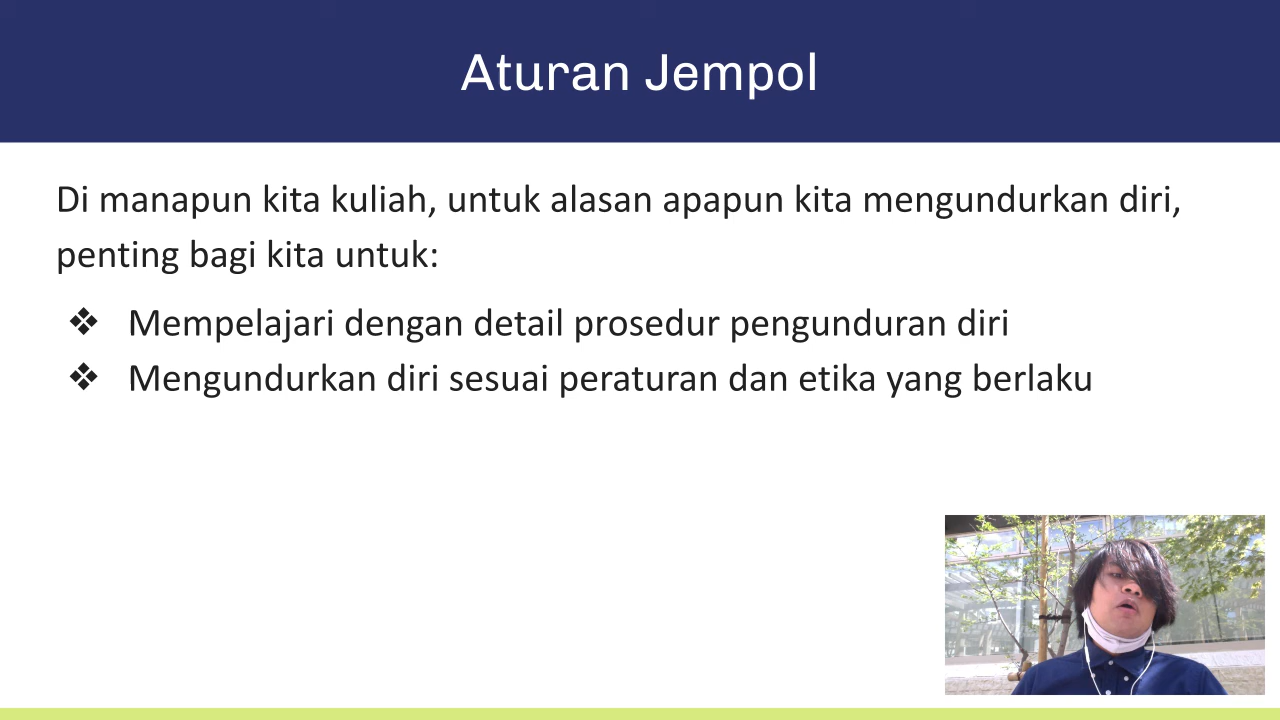 Aturan Jempol
Di manapun kita kuliah, untuk alasan apapun kita mengundurkan diri,
penting bagi kita untuk:
❖ Mempelajari dengan detail prosedur pengunduran diri
❖ Mengundurkan diri sesuai peraturan dan etika yang berlaku